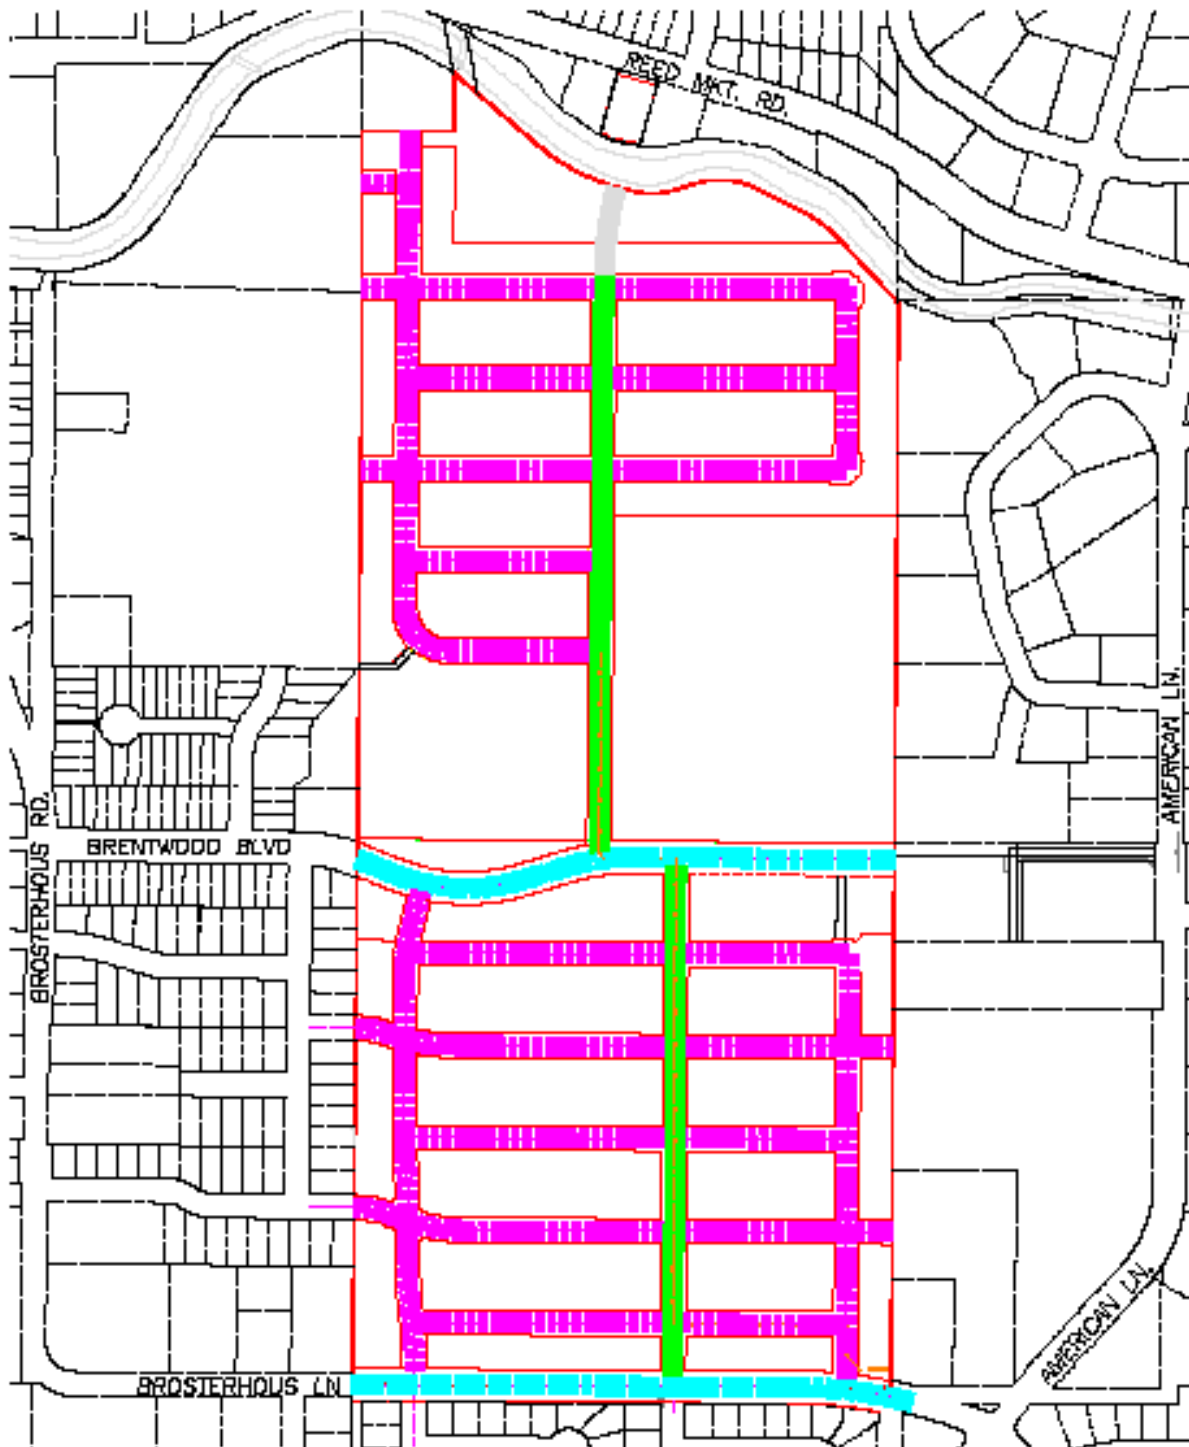 REED MKT. RD.
AMERICAN LN.
BROSTERHOUS RD.
BRENTWOOD BLVD
AMERICAN LN.
BROSTERHOUS LN.